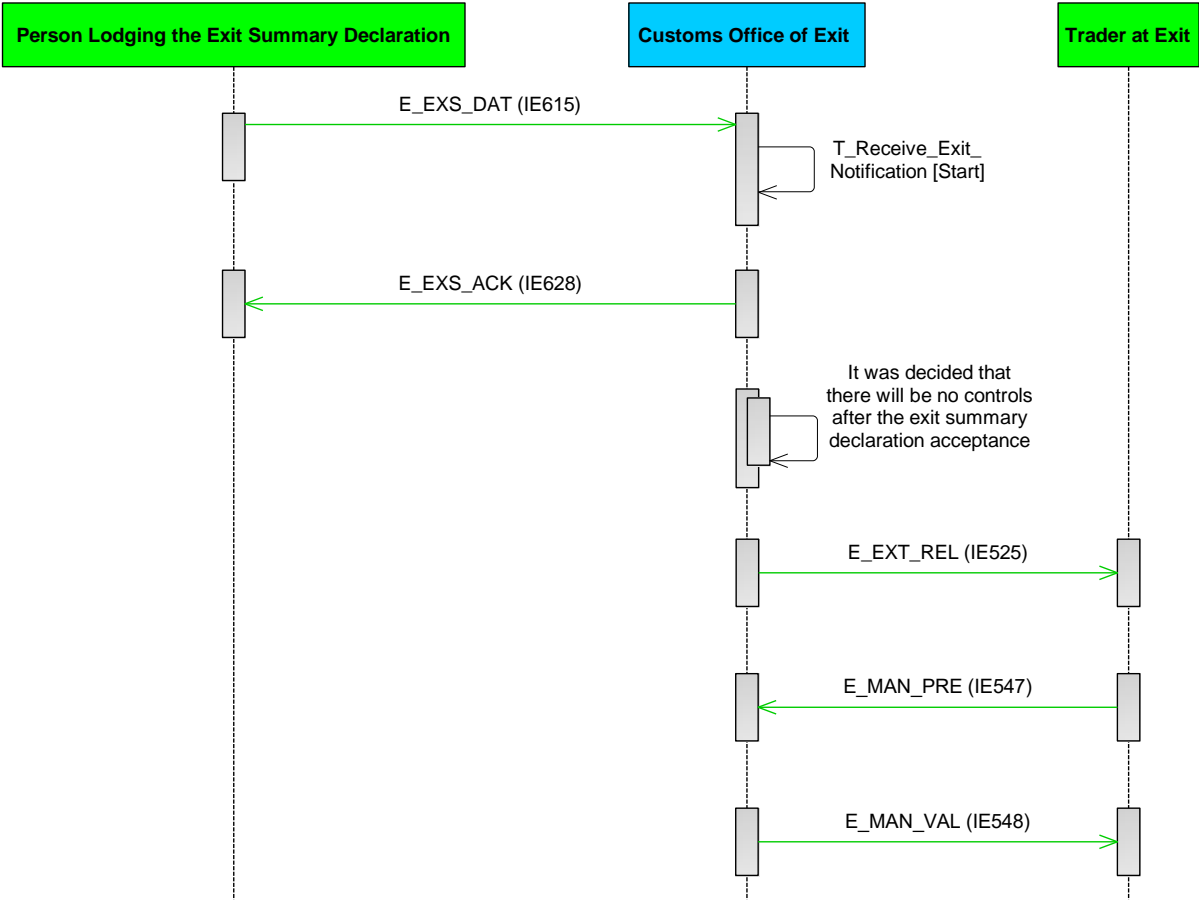 Person Lodging the Exit Summary Declaration
Customs Office of Exit
Trader at Exit
E_EXS_DAT (IE615)
T_Receive_Exit_
Notification [Start]
E_EXS_ACK (IE628)
It was decided that
there will be no controls
after the exit summary
declaration acceptance
E_EXT_REL (IE525)
E_MAN_PRE (IE547)
E_MAN_VAL (IE548)